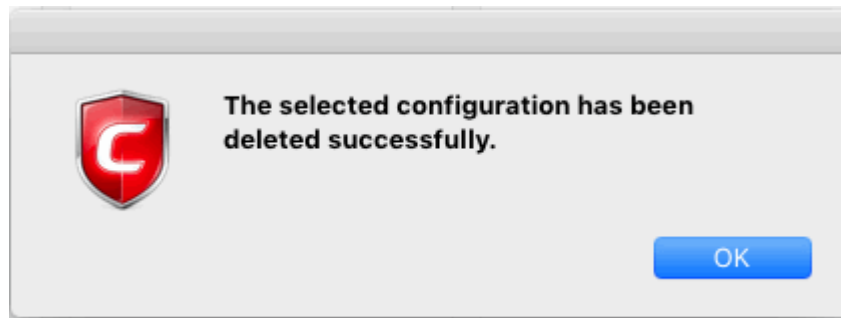 The selected configuration has been
deleted successfully.
C
OK